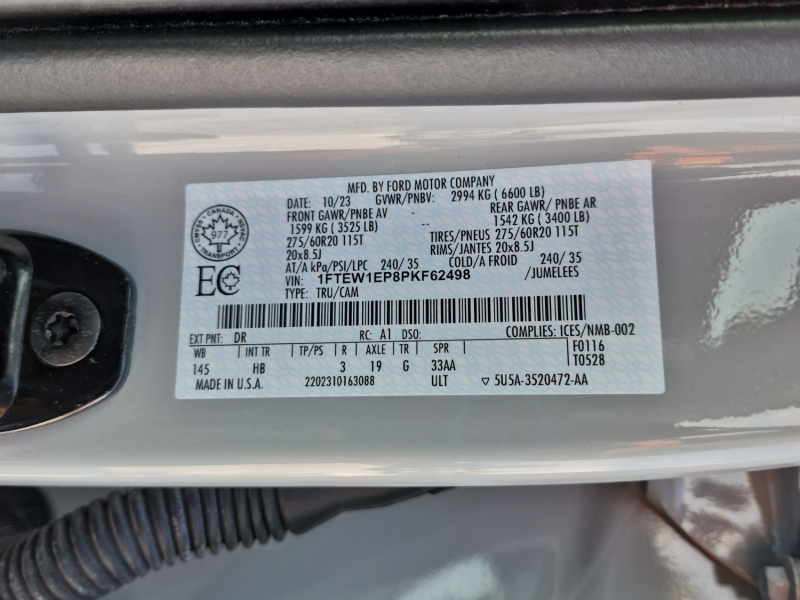 MFD. BY FORD MOTOR COMPANY
DATE: 10/23 GVWR/PNBV: 2994 KG ( 6600 LB)
FRONT GAWR/PNBE AV - REAR GAWR/ PNBE AR
1599 KG ( 3525 LB) 1542 KG ( 3400 LB)
275/60R20 115T TIRES/PNEUS 275/60R20 115T
20x8.5J RIMS/JANTES 20x8.5J
AT/A kPa/PSI/LPC 240/ 35 COLD/A FROID 240/ 35
VIN: 1FTEW1EP8PKF62498 /JUMELEES
TYPE: TRU/CAM
CANADA
977
TRANSPORT
EC
EXT PNT: DR RC: A1 DSO: COMPLIES: ICES/NMB-002
WB INT TR TP/PS R AXLE TR SPR F0116
145 HB 3 19 G 33AA T0528
MADE IN U.S.A. 2202310163088 ULT ▽ 5U5A-3520472-AA